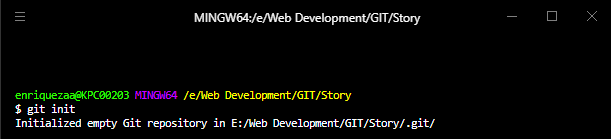 MINGW64:/e/Web Development/GIT/Story
enriquezaa@KPC00203 MINGW64 /e/Web Development/GIT/Story
$ git init
Initialized empty Git repository in E:/Web Development/GIT/Story/.git/